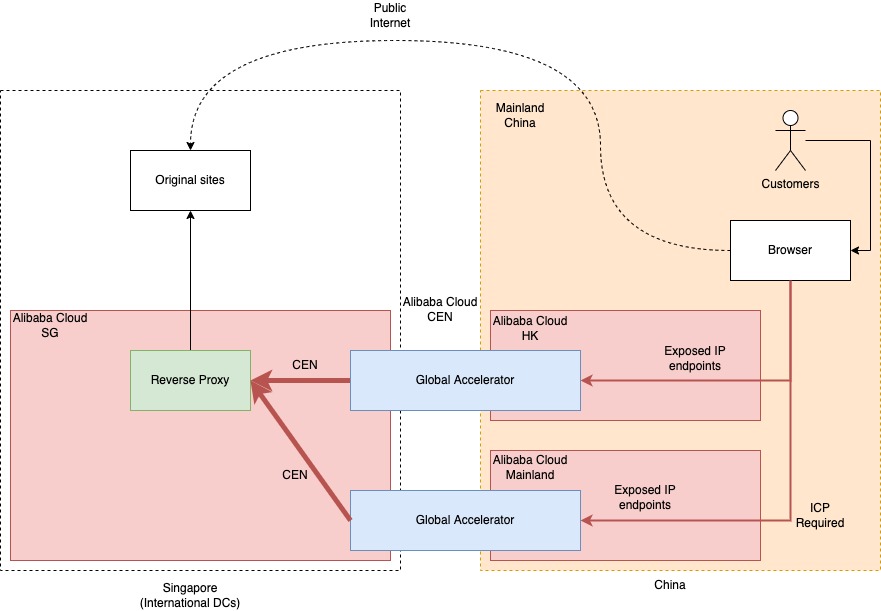 Public
Internet
Mainland
China
Original sites
Customers
Browser
Alibaba Cloud
CEN
Alibaba Cloud
SG
Alibaba Cloud
HK
Exposed IP
endpoints
CEN
Reverse Proxy
Global Accelerator
Alibaba Cloud
Mainland
CEN
Exposed IP
endpoints
ICP
Required
Global Accelerator
Singapore
(International DCs)
China